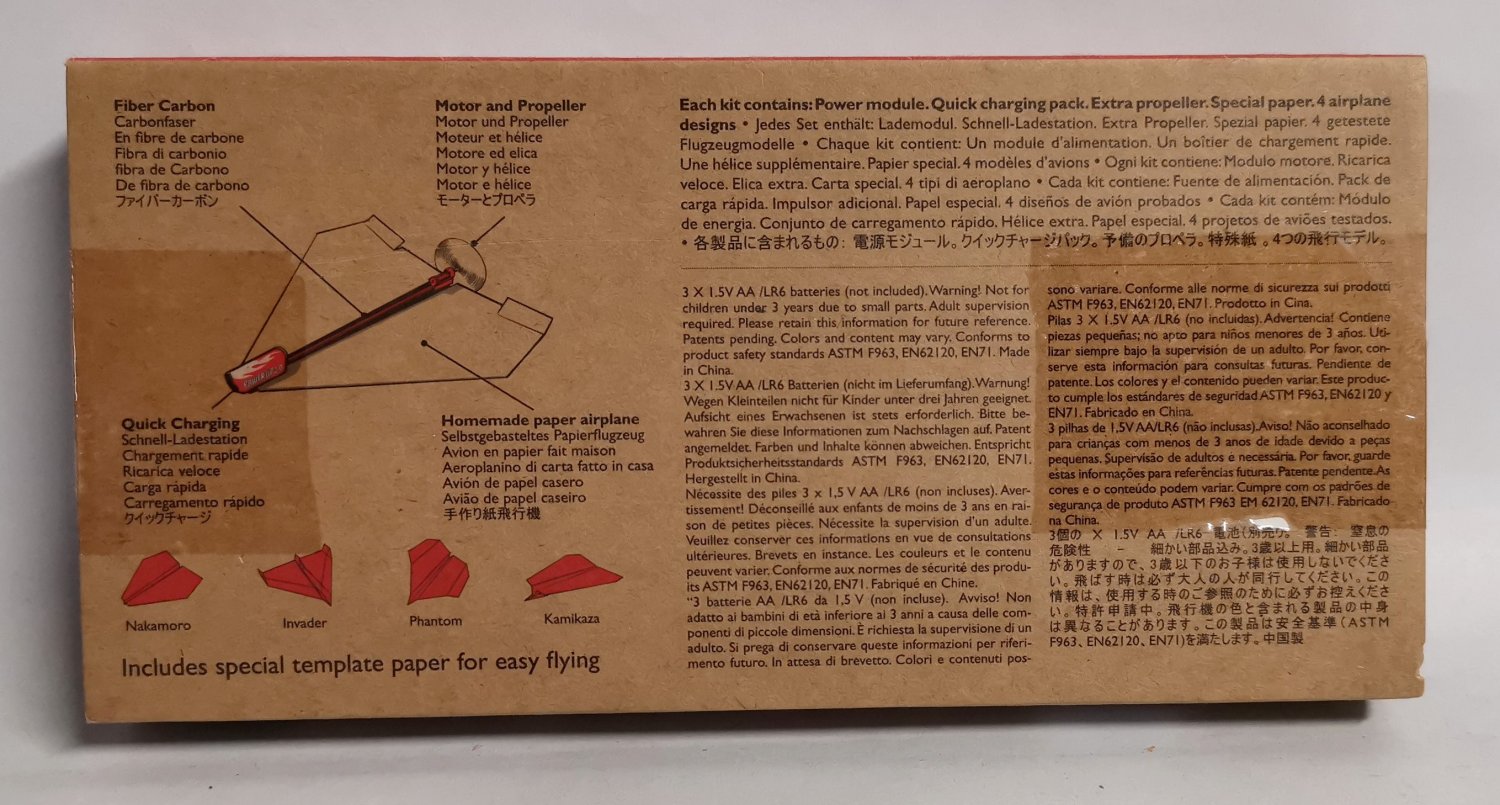 Fiber Carbon
Carbonfaser
En fibre de carbone
Fibra di carbonio
fibra de Carbono
De fibra de carbono
ファイバーカーボン
Motor and Propeller
Motor und Propeller
Moteur et hélice
Motore ed elica
Motor y hélice
Motor e hélice
モーターとプロペラ
Quick Charging
Schnell-Ladestation
Chargement rapide
Ricarica veloce
Carga rápida
Carregamento rápido
クイックチャージ
Homemade paper airplane
Selbstgebasteltes Papierflugzeug
Avion en papier fait maison
Aeroplanino di carta fatto in casa
Avión de papel casero
Avião de papel caseiro
手作り紙飛行機
Nakamoro
Invader
Phantom
Kamikaza
Includes special template paper for easy flying
Each kit contains: Power module. Quick charging pack. Extra propeller. Special paper. 4 airplane
designs • Jedes Set enthält: Lademodul. Schnell-Ladestation. Extra Propeller. Spezial papier. 4 getestete
Flugzeugmodelle • Chaque kit contient: Un module d'alimentation. Un boîtier de chargement rapide.
Une hélice supplémentaire. Papier special. 4 modèles d'avions • Ogni kit contiene: Modulo motore. Ricarica
veloce. Elica extra. Carta special. 4 tipi di aeroplano • Cada kit contiene: Fuente de alimentación. Pack de
carga rápida. Impulsor adicional. Papel especial. 4 diseños de avión probados • Cada kit contém: Módulo
de energia. Conjunto de carregamento rápido. Hélice extra. Papel especial. 4 projetos de aviões testados.
• 各製品に含まれるもの: 電源モジュール。クイックチャージパック。予備のプロペラ。特殊紙 。4つの飛行モデル。
3 X 1.5V AA /LR6 batteries (not included). Warning! Not for
children under 3 years due to small parts. Adult supervision
required. Please retain this information for future reference.
Patents pending. Colors and content may vary. Conforms to
product safety standards ASTM F963, EN62120, EN71. Made
in China.
3 X 1.5V AA /LR6 Batterien (nicht im Lieferumfang). Warnung!
Wegen Kleinteilen nicht für Kinder unter drei Jahren geeignet.
Aufsicht eines Erwachsenen ist stets erforderlich. Bitte be-
wahren Sie diese Informationen zum Nachschlagen auf. Patent
angemeldet. Farben und Inhalte können abweichen. Entspricht
Produktsicherheitsstandards ASTM F963, EN62120, EN71.
Hergestellt in China.
Nécessite des piles 3 x 1,5 V AA /LR6 (non incluses). Aver-
tissement! Déconseillé aux enfants de moins de 3 ans en rai-
son de petites pièces. Nécessite la supervision d'un adulte.
Veuillez conserver ces informations en vue de consultations
ultérieures. Brevets en instance. Les couleurs et le contenu
peuvent varier. Conforme aux normes de sécurité des produ-
its ASTM F963, EN62120, EN71. Fabriqué en Chine.
"3 batterie AA /LR6 da 1,5 V (non incluse). Avviso! Non
adatto ai bambini di età inferiore ai 3 anni a causa delle com-
ponenti di piccole dimensioni. È richiesta la supervisione di un
adulto. Si prega di conservare queste informazioni per riferi-
mento futuro. In attesa di brevetto. Colori e contenuti pos-
sono variare. Conforme alle norme di sicurezza sui prodotti
ASTM F963, EN62120, EN71. Prodotto in Cina.
Pilas 3 X 1.5V AA /LR6 (no incluidas). Advertencia! Contiene
piezas pequeñas; no apto para niños menores de 3 años. Uti-
lizar siempre bajo la supervisión de un adulto. Por favor, con-
serve esta información para consultas futuras. Pendiente de
patente. Los colores y el contenido pueden variar. Este produc-
to cumple los estándares de seguridad ASTM F963, EN62120 y
EN71. Fabricado en China.
3 pilhas de 1,5V AA/LR6 (não inclusas). Aviso! Não aconselhado
para crianças com menos de 3 anos de idade devido a peças
pequenas. Supervisão de adultos é necessária. Por favor, guarde
estas informações para referências futuras. Patente pendente. As
cores e o conteúdo podem variar. Cumpre com os padrões de
segurança de produto ASTM F963 EM 62120, EN71. Fabricado
na China.
3個の X 1.5V AA /LR6 電池(別売り。 警告: 窒息の
危険性 - 細かい部品込み。3歳以上用。細かい部品
がありますので、3歳以下のお子様は使用しないでくださ
い。飛ばす時は必ず大人の人が同行してください。この
情報は、使用する時のご参照のために必ずお控えくださ
い。特許申請中。飛行機の色と含まれる製品の中身
は異なることがあります。この製品は安全基準(ASTM
F963、EN62120、EN71)を満たします。中国製